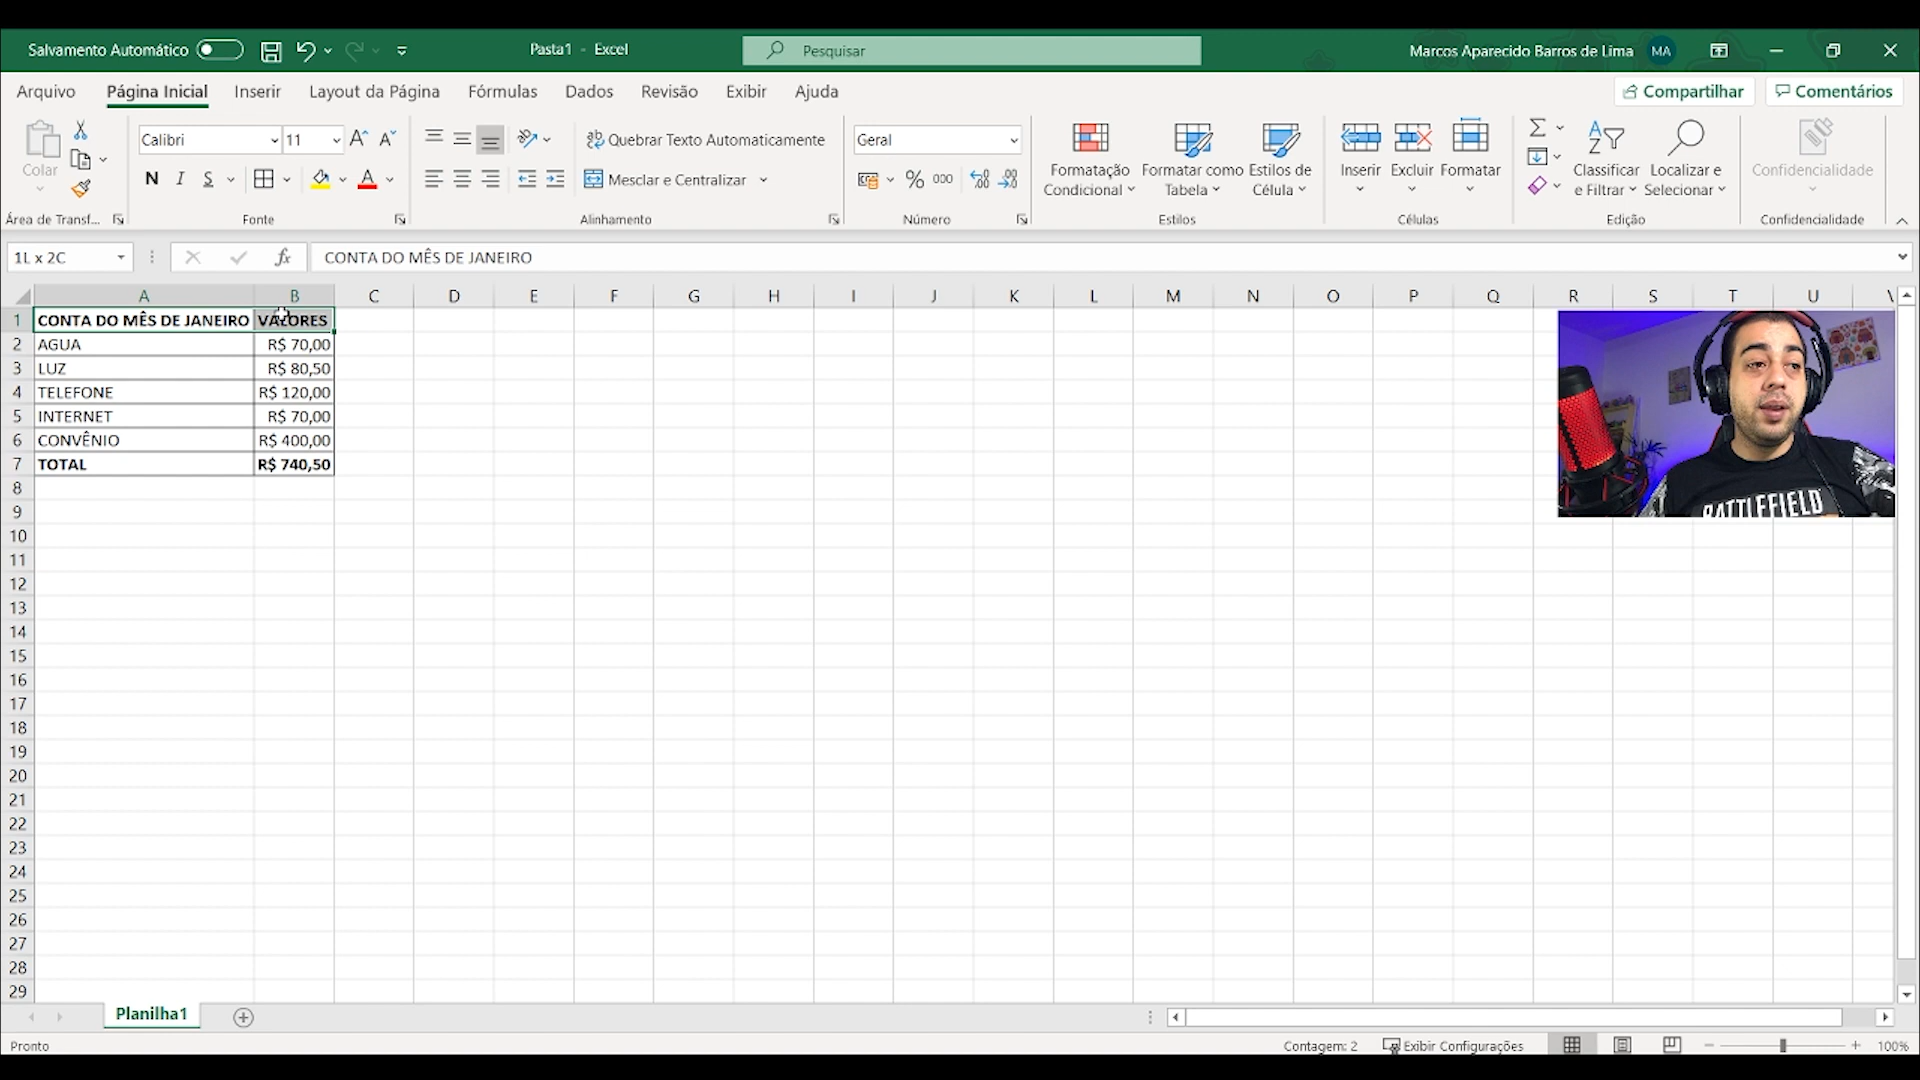 Salvamento Automático
Pasta1 - Excel
Pesquisar
Marcos Aparecido Barros de Lima MA
Arquivo Página Inicial Inserir Layout da Página Fórmulas Dados Revisão Exibir Ajuda
Compartilhar Comentários
Colar
Calibri 11
Quebrar Texto Automaticamente
Mesclar e Centralizar
Geral
% 000
N I S A
Formatação Condicional
Formatar como Tabela
Estilos de Célula
Inserir Excluir Formatar
Classificar e Filtrar
Localizar e Selecionar
Confidencialidade
Área de Transf... Fonte Alinhamento Número Estilos Células Edição Confidencialidade
1L x 2C fx CONTA DO MÊS DE JANEIRO
A B C D E F G H I J K L M N O P Q R S T U
1 CONTA DO MÊS DE JANEIRO VALORES
2 AGUA R$ 70,00
3 LUZ R$ 80,50
4 TELEFONE R$ 120,00
5 INTERNET R$ 70,00
6 CONVÊNIO R$ 400,00
7 TOTAL R$ 740,50
8
9
10
11
12
13
14
15
16
17
18
19
20
21
22
23
24
25
26
27
28
29
BATTLEFIELD
Planilha1
Pronto
Contagem: 2 Exibir Configurações 100%